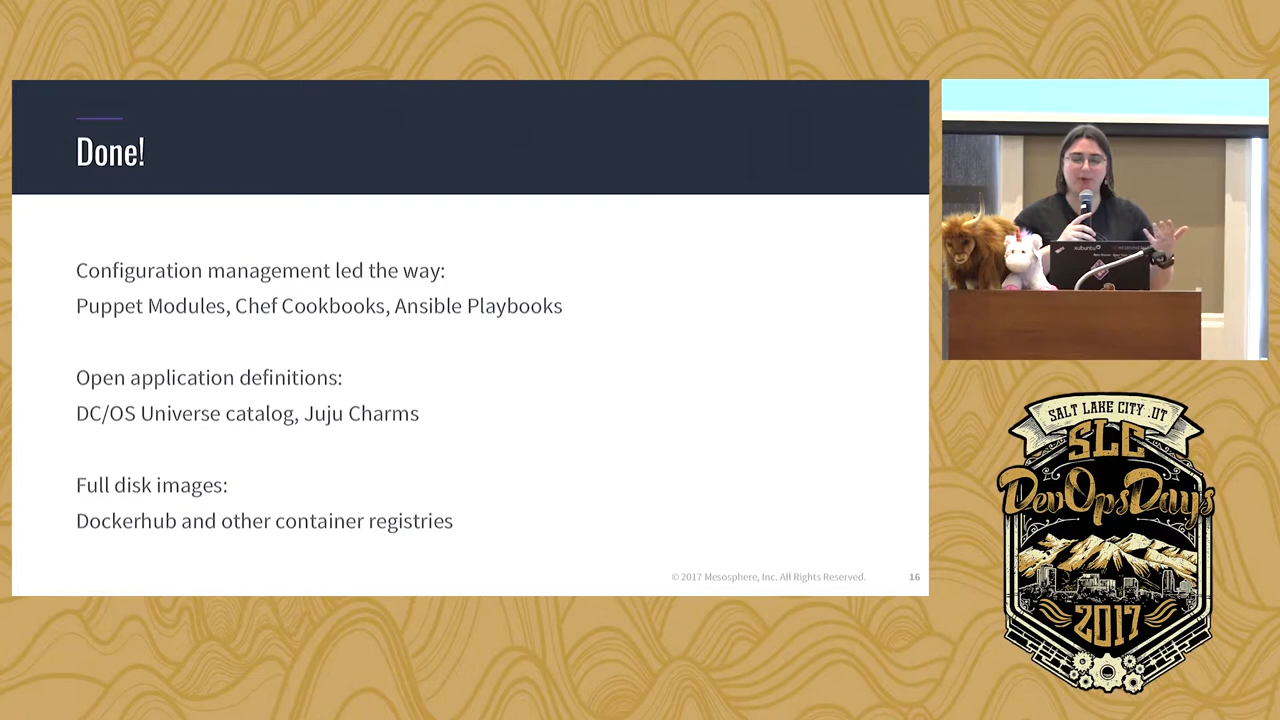 Done!
Configuration management led the way:
Puppet Modules, Chef Cookbooks, Ansible Playbooks
Open application definitions:
DC/OS Universe catalog, Juju Charms
Full disk images:
Dockerhub and other container registries
© 2017 Mesosphere, Inc. All Rights Reserved.
16
xubuntu
SALT LAKE CITY .UT
SLC
DevOpsDays
2017